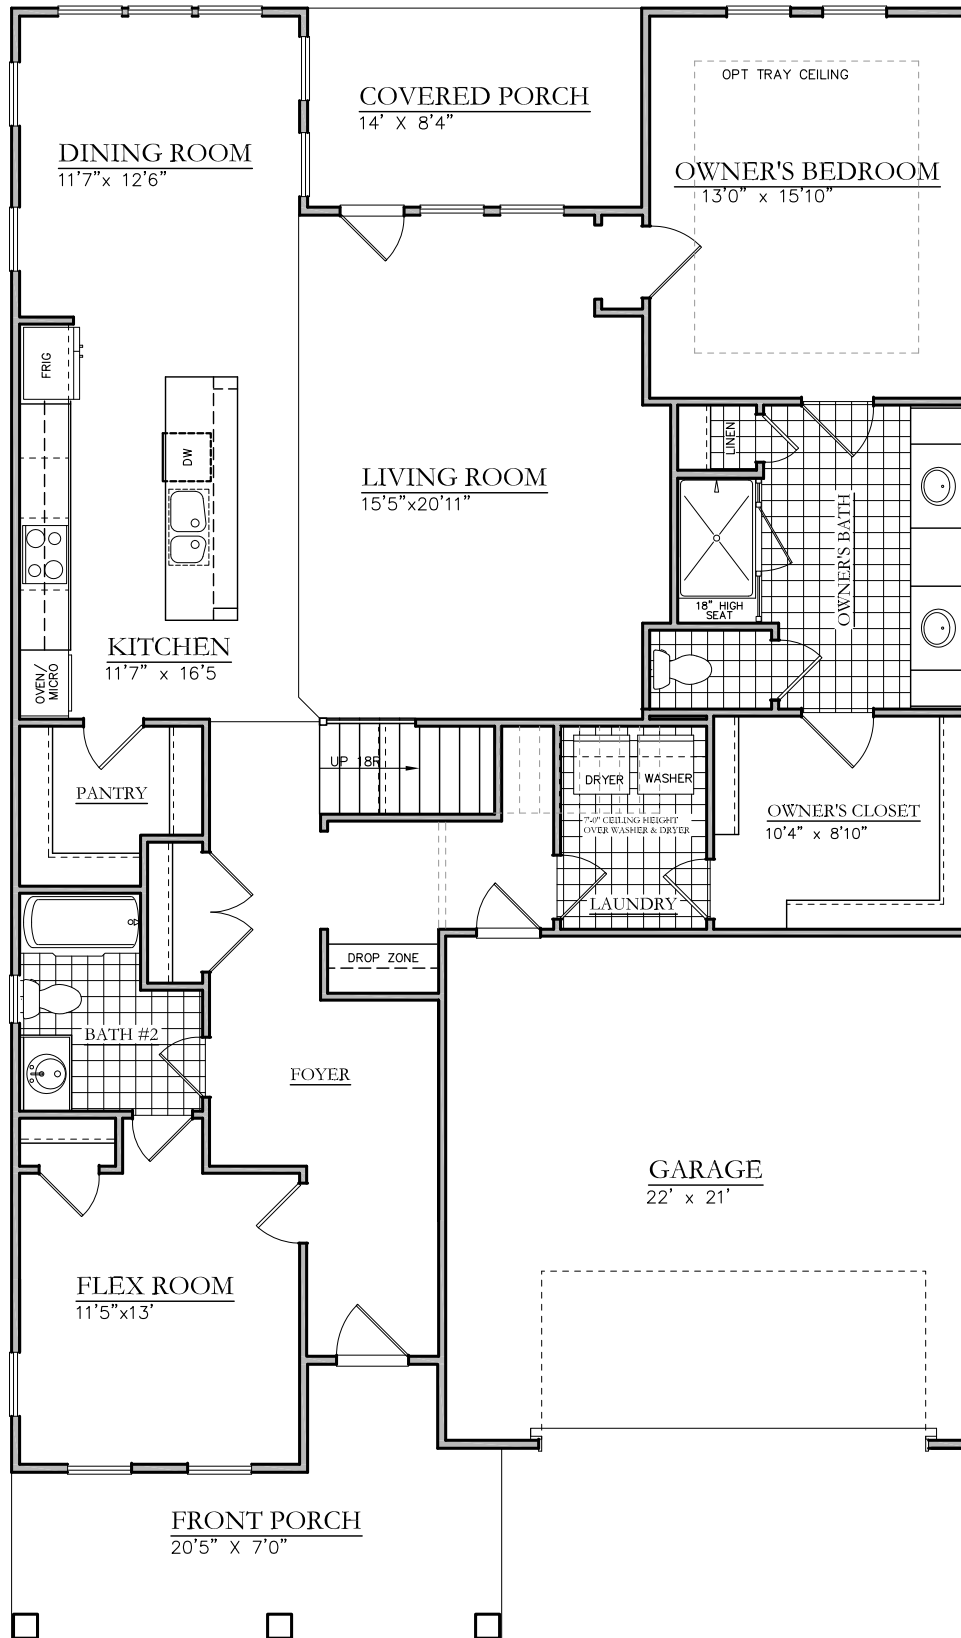 OPT TRAY CEILING
COVERED PORCH
14' X 8'4"
DINING ROOM
11'7"x 12'6"
OWNER'S BEDROOM
13'0" x 15'10"
FRIG
LINEN
DW
LIVING ROOM
15'5"x20'11"
OWNER'S BATH
18" HIGH
SEAT
KITCHEN
11'7" x 16'5
OVEN/
MICRO
UP 18R
DRYER
WASHER
PANTRY
7'-0" CEILING HEIGHT
OVER WASHER & DRYER
OWNER'S CLOSET
10'4" x 8'10"
LAUNDRY
DROP ZONE
BATH #2
FOYER
GARAGE
22' x 21'
FLEX ROOM
11'5"x13'
FRONT PORCH
20'5" X 7'0"